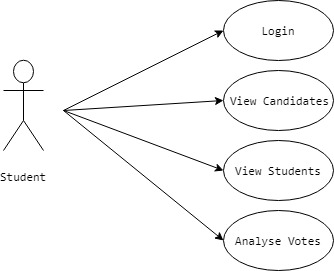 Login
View Candidates
View Students
Student
Analyse Votes